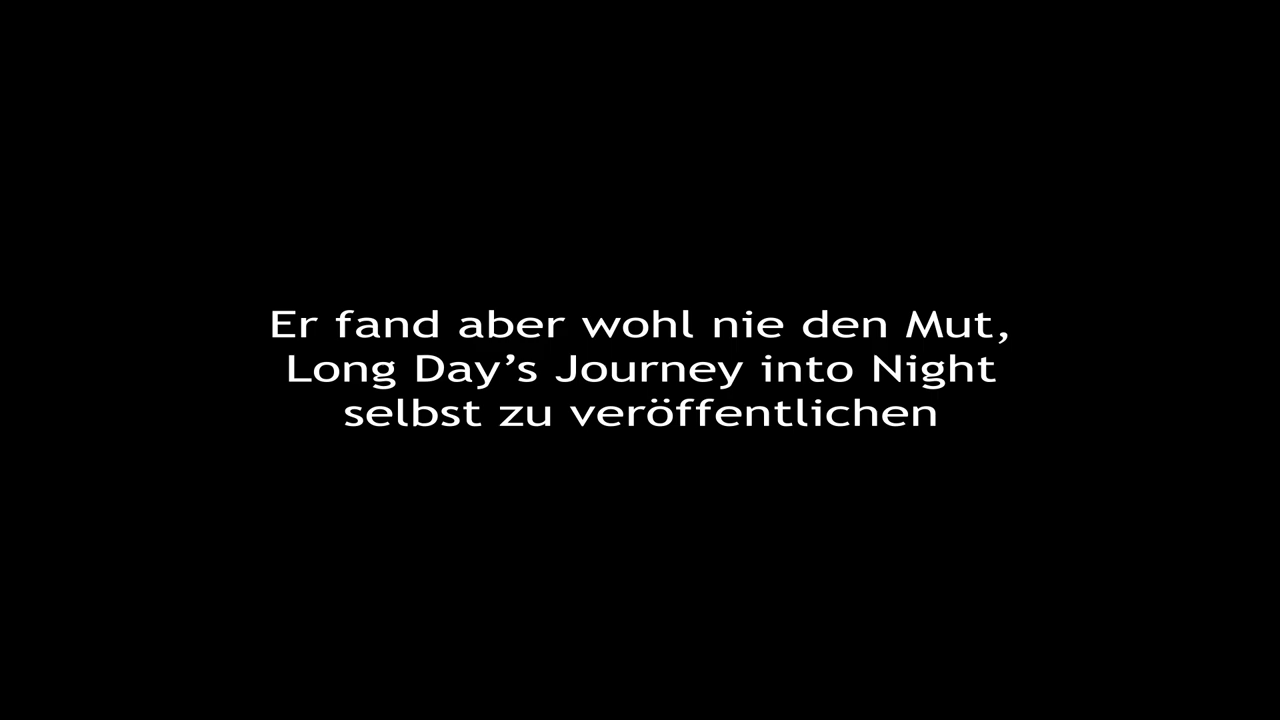 Er fand aber wohl nie den Mut,
Long Day’s Journey into Night
selbst zu veröffentlichen